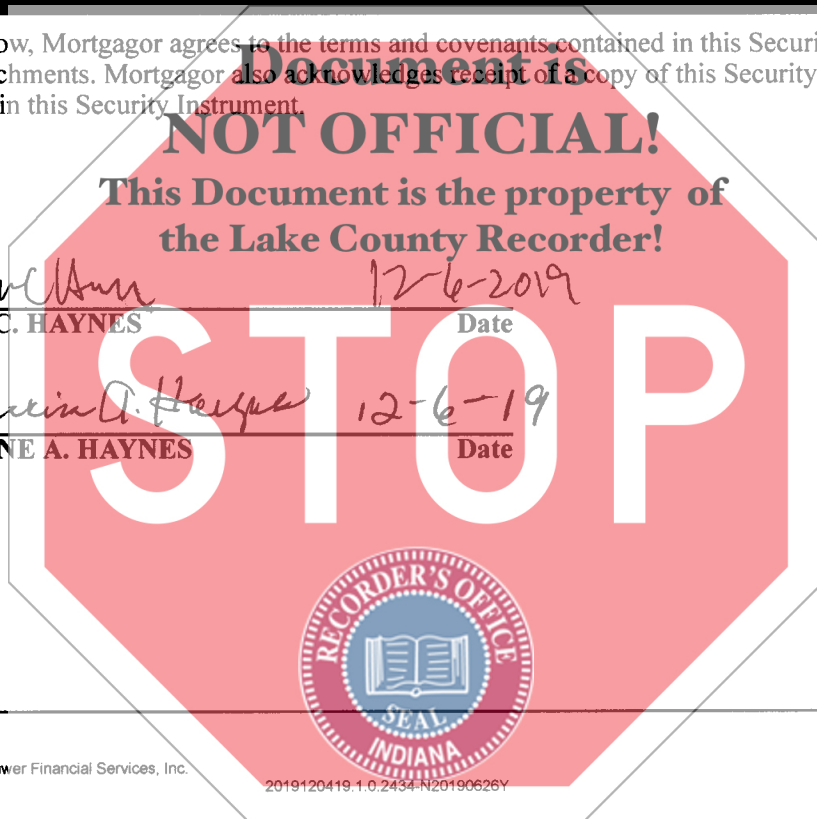 ow, Mortgagor agrees to the terms and covenants contained in this Securi
chments. Mortgagor also acknowledges receipt of a copy of this Security
in this Security Instrument.
Document is
NOT OFFICIAL!
This Document is the property of
the Lake County Recorder!
12-6-2019
C. HAYNES Date
A. Haynes 12-6-19
NE A. HAYNES Date
STOP
RECORDER'S OFFICE
SEAL
INDIANA
wer Financial Services, Inc.
2019120419.1.0.2434-N20190626Y